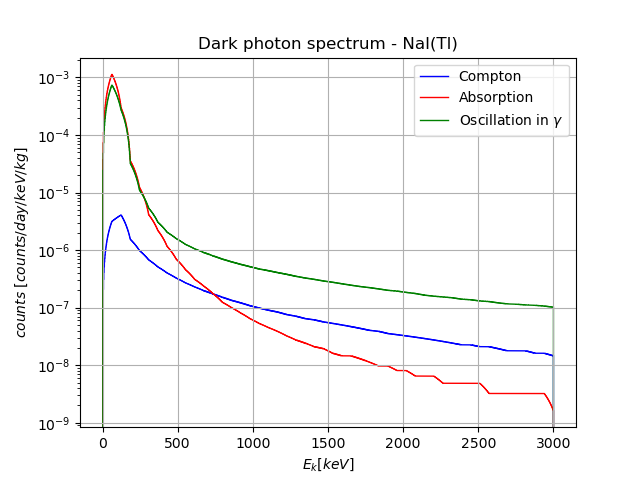 Dark photon spectrum - NaI(Tl)
counts [counts/day/keV/kg]
10⁻³
10⁻⁴
10⁻⁵
10⁻⁶
10⁻⁷
10⁻⁸
10⁻⁹
Compton
Absorption
Oscillation in γ
0 500 1000 1500 2000 2500 3000
E_k[keV]